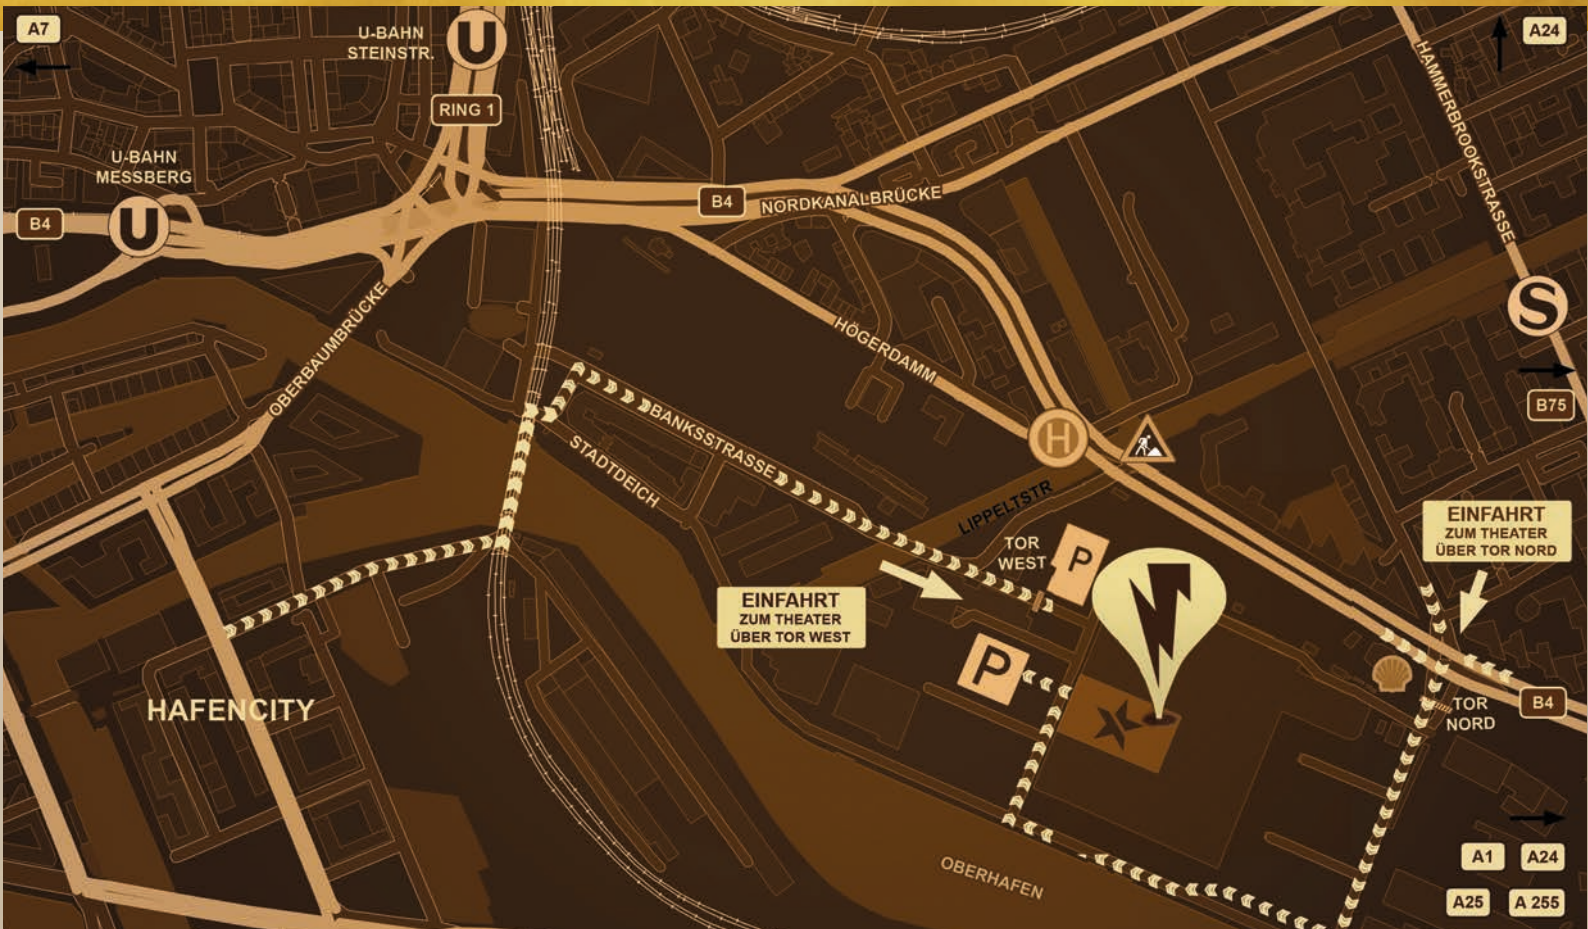 A7
U-BAHN
STEINSTR.
U
A24
HAMMERBROOKSTRASSE
RING 1
U-BAHN
MESSBERG
U
B4
B4
NORDKANALBRÜCKE
OBERBAUMBRÜCKE
HÖGERDAMM
S
B75
BANKSSTRASSE
STADTDEICH
H
LIPPELTSTR
TOR
WEST
P
EINFAHRT
ZUM THEATER
ÜBER TOR NORD
EINFAHRT
ZUM THEATER
ÜBER TOR WEST
P
HAFENCITY
TOR
NORD
B4
OBERHAFEN
A1
A24
A25
A 255